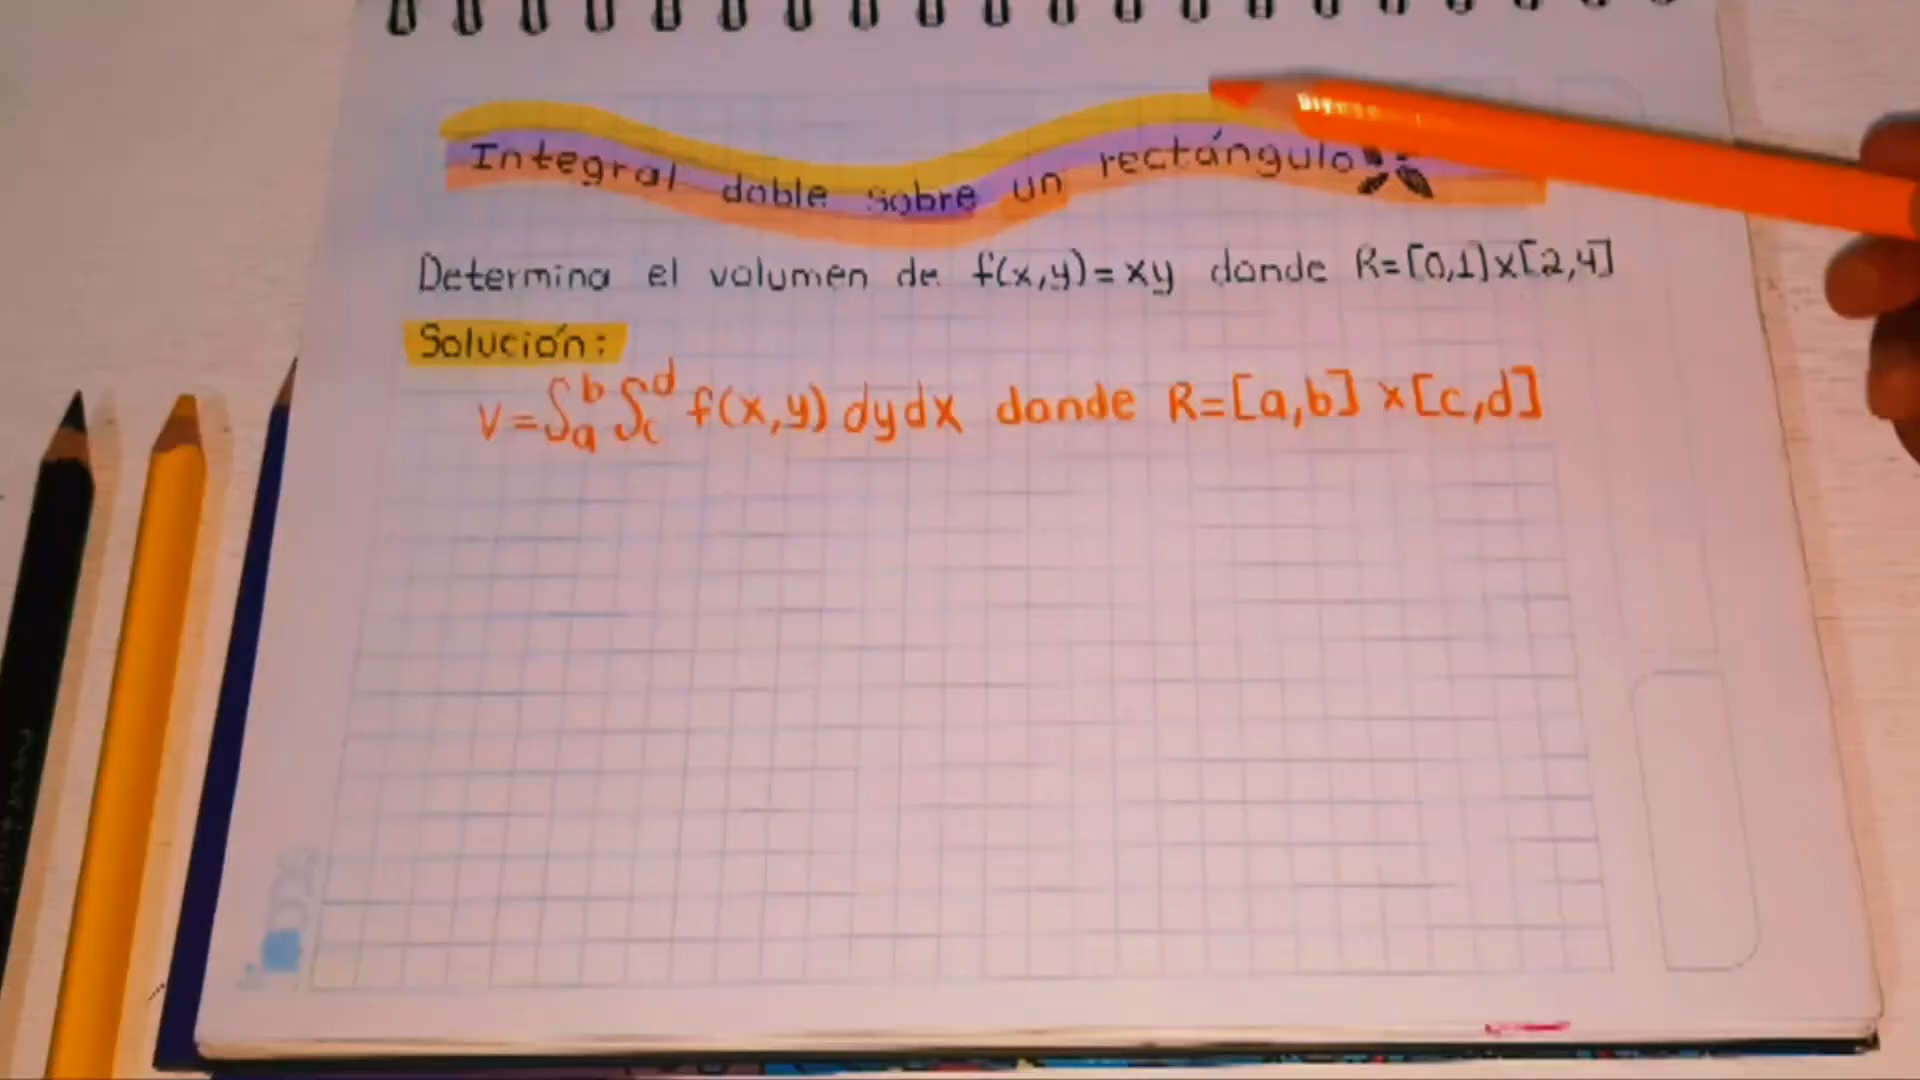 Integral doble sobre un rectángulo
Determina el volumen de f(x,y)=xy donde R=[0,1]x[2,4]
Solución:
V=∫ₐᵇ∫꜀ᵈ f(x,y) dydx donde R=[a,b]x[c,d]